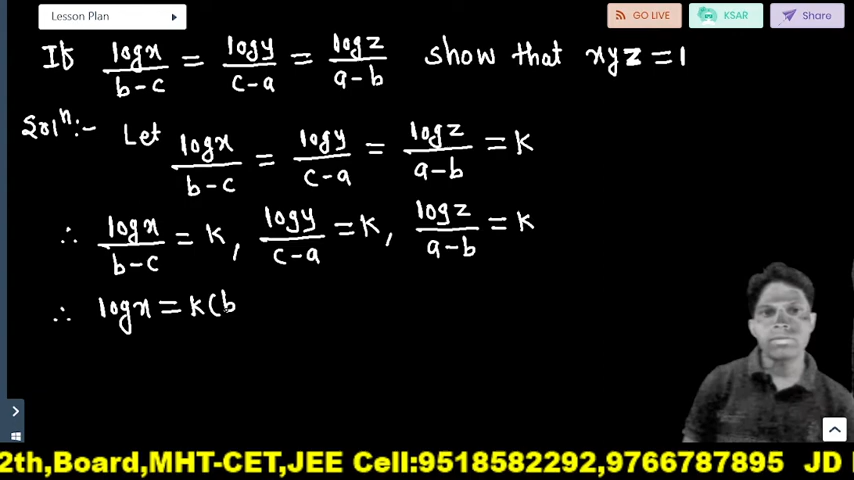 Lesson Plan
GO LIVE KSAR Share
If logx/b-c = logy/c-a = logz/a-b show that xyz = 1
Solⁿ:- Let logx/b-c = logy/c-a = logz/a-b = k
∴ logx/b-c = k, logy/c-a = k, logz/a-b = k
∴ logx = k(b
2th,Board,MHT-CET,JEE Cell:9518582292,9766787895 JD